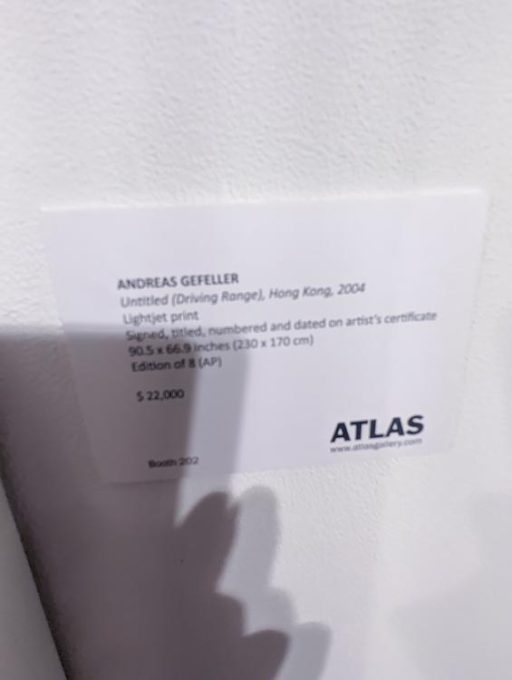 ANDREAS GEFELLER
Untitled (Driving Range), Hong Kong, 2004
Lightjet print
Signed, titled, numbered and dated on artist's certificate
90.5 x 66.9 inches (230 x 170 cm)
Edition of 8 (AP)
$ 22,000
ATLAS
www.atlasgallery.com
Booth 202